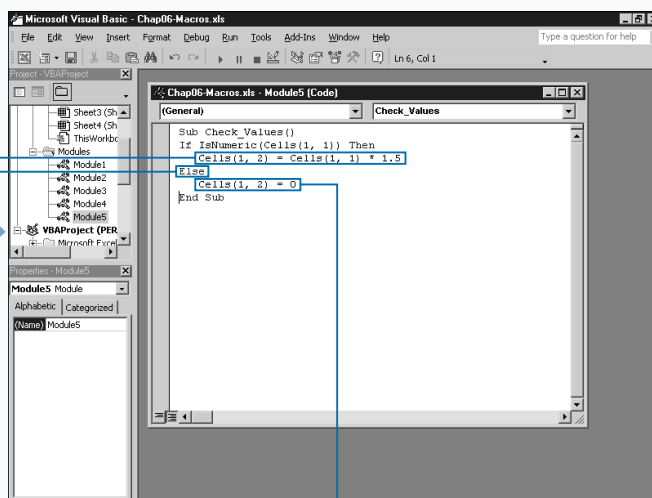 Microsoft Visual Basic - Chap06-Macros.xls
File Edit View Insert Format Debug Run Tools Add-Ins Window Help
Type a question for help
Ln 6, Col 1
Project - VBAProject
Sheet3 (Sh
Sheet4 (Sh
ThisWorkbo
Modules
Module1
Module2
Module3
Module4
Module5
VBAProject (PER
Microsoft Excel
Properties - Module5
Module5 Module
Alphabetic Categorized
(Name) Module5
Chap06-Macros.xls - Module5 (Code)
(General) Check_Values
Sub Check_Values()
If IsNumeric(Cells(1, 1)) Then
Cells(1, 2) = Cells(1, 1) * 1.5
Else
Cells(1, 2) = 0
End Sub